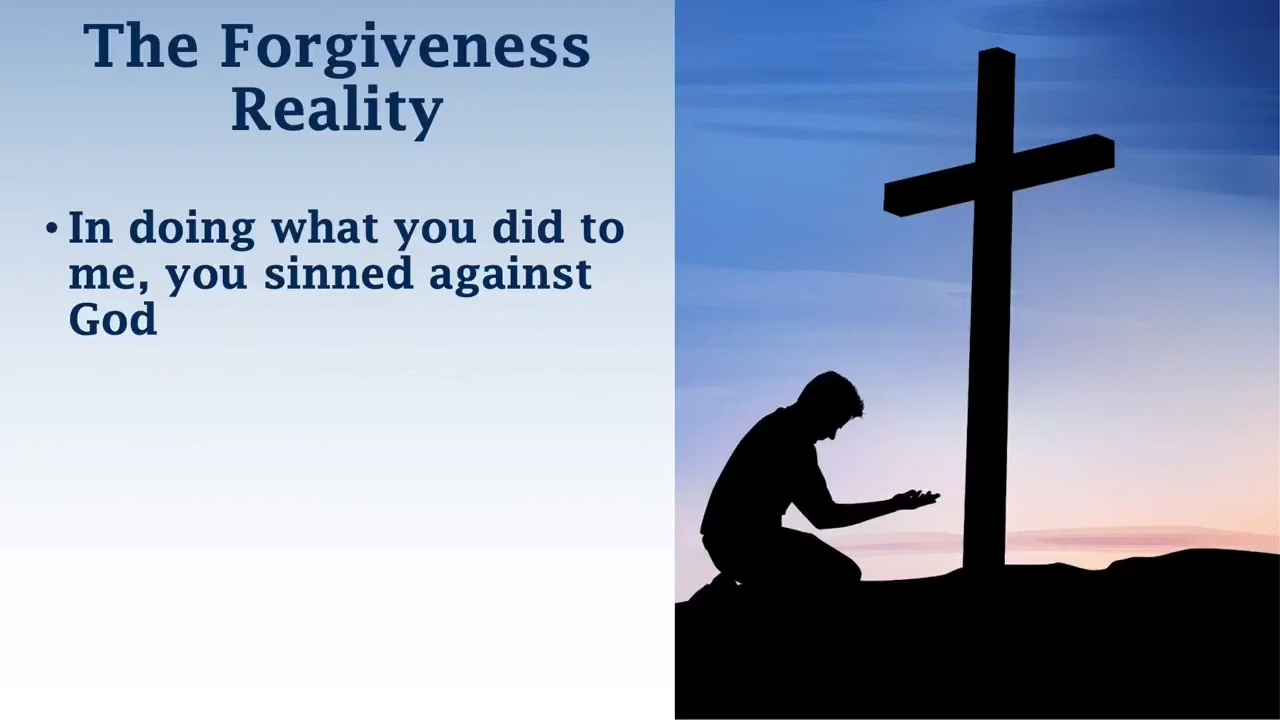 The Forgiveness
Reality
• In doing what you did to
me, you sinned against
God